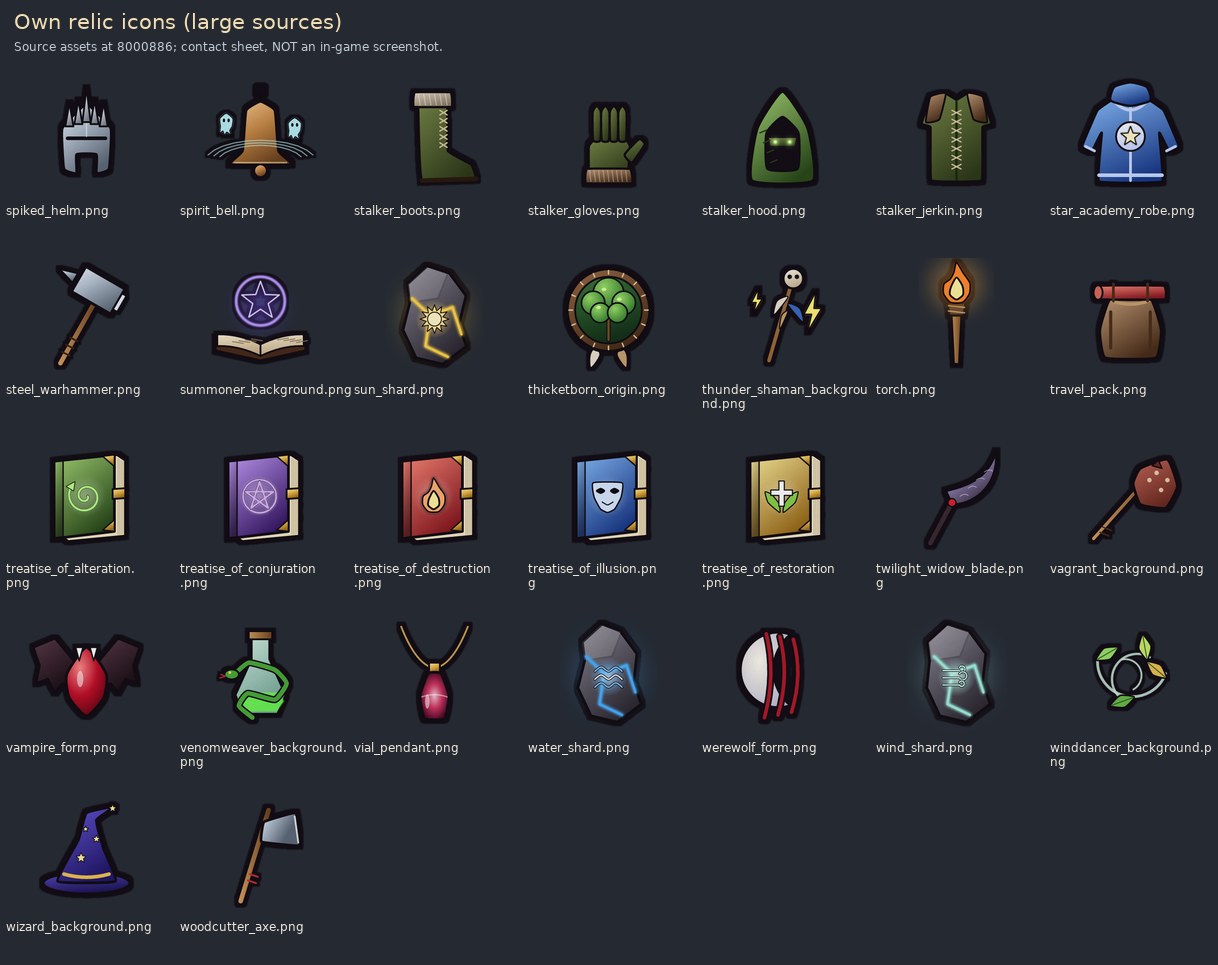 Own relic icons (large sources)
Source assets at 8000886; contact sheet, NOT an in-game screenshot.
spiked_helm.png
spirit_bell.png
stalker_boots.png
stalker_gloves.png
stalker_hood.png
stalker_jerkin.png
star_academy_robe.png
steel_warhammer.png
summoner_background.png
sun_shard.png
thicketborn_origin.png
thunder_shaman_backgrou
nd.png
torch.png
travel_pack.png
treatise_of_alteration.
png
treatise_of_conjuration
.png
treatise_of_destruction
.png
treatise_of_illusion.pn
g
treatise_of_restoration
.png
twilight_widow_blade.pn
g
vagrant_background.png
vampire_form.png
venomweaver_background.
png
vial_pendant.png
water_shard.png
werewolf_form.png
wind_shard.png
winddancer_background.p
ng
wizard_background.png
woodcutter_axe.png